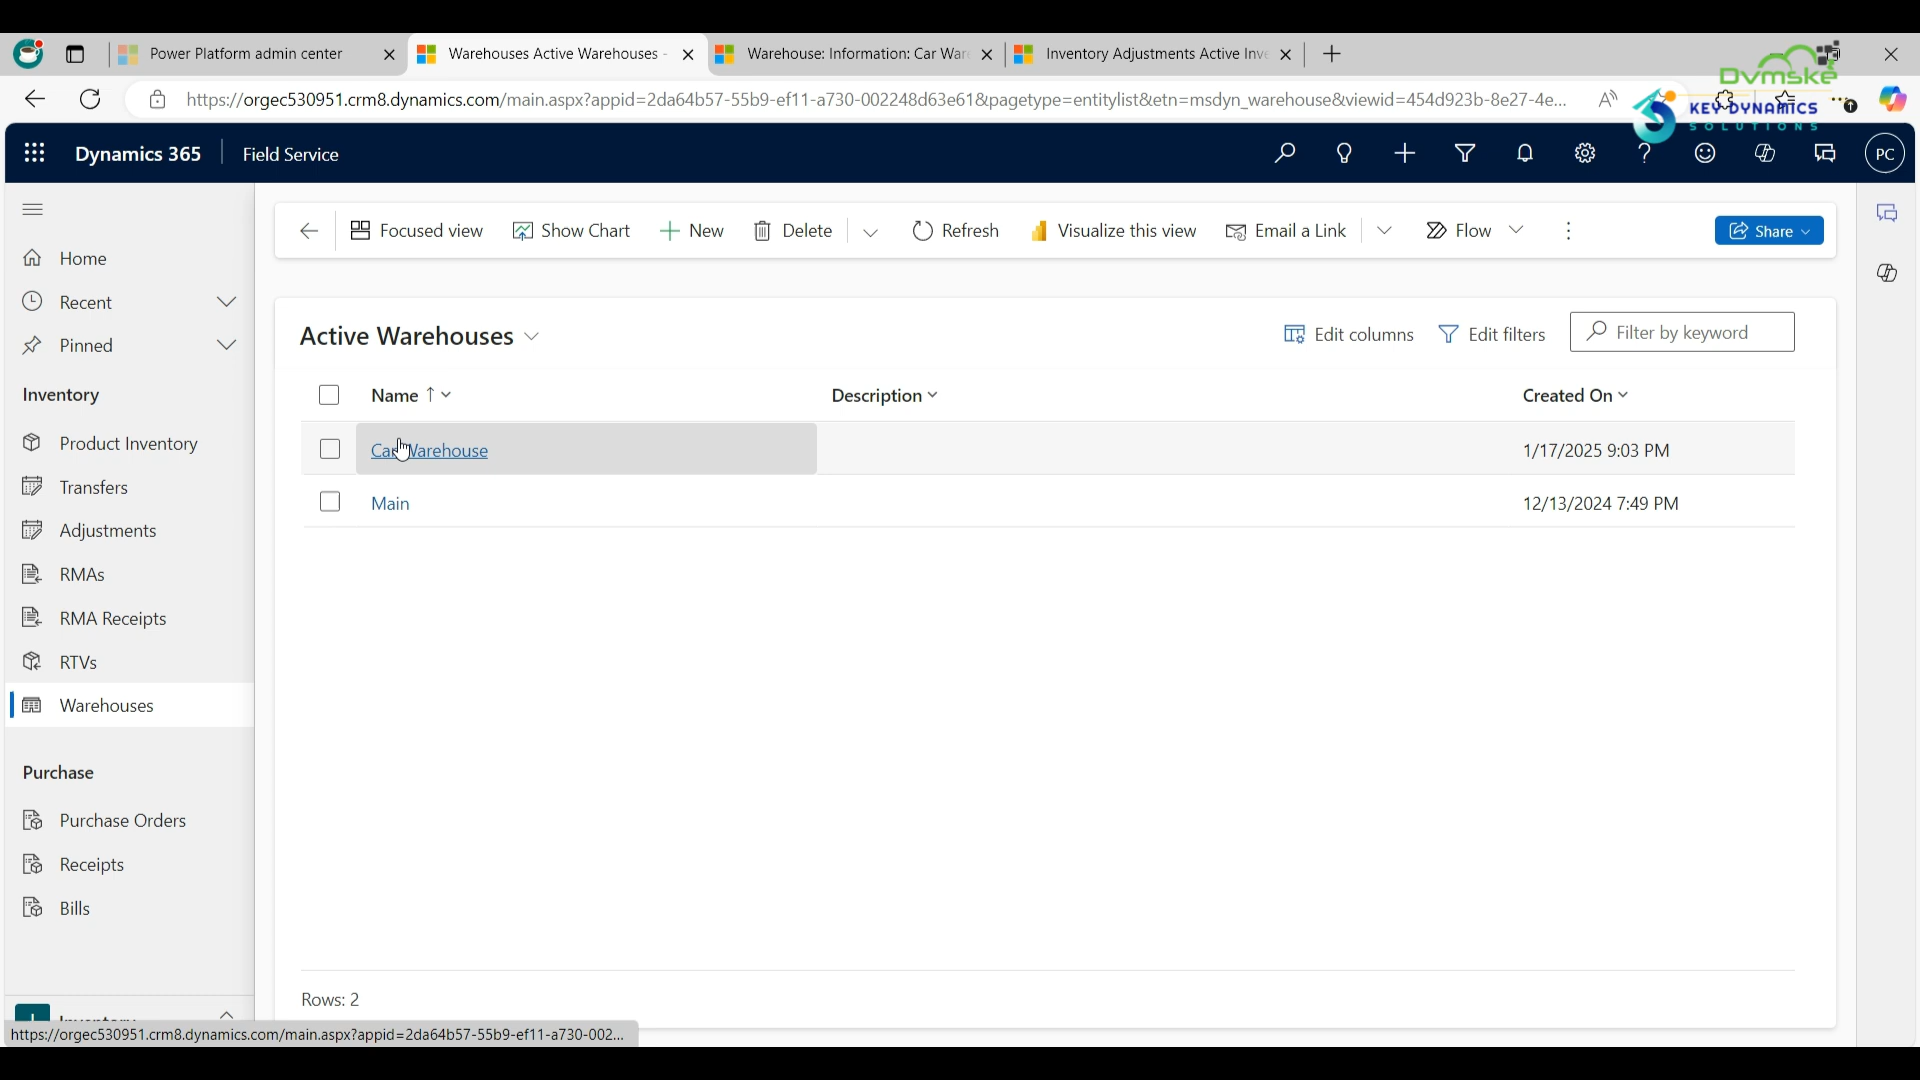 Power Platform admin center
Warehouses Active Warehouses -
Warehouse: Information: Car War
Inventory Adjustments Active Inve
Dvmske
https://orgec530951.crm8.dynamics.com/main.aspx?appid=2da64b57-55b9-ef11-a730-002248d63e61&pagetype=entitylist&etn=msdyn_warehouse&viewid=454d923b-8e27-4e...
KEY DYNAMICS
SOLUTIONS
Dynamics 365
Field Service
PC
Focused view
Show Chart
New
Delete
Refresh
Visualize this view
Email a Link
Flow
Share
Home
Recent
Pinned
Inventory
Product Inventory
Transfers
Adjustments
RMAs
RMA Receipts
RTVs
Warehouses
Purchase
Purchase Orders
Receipts
Bills
Active Warehouses
Edit columns
Edit filters
Filter by keyword
Name
Description
Created On
Car Warehouse
1/17/2025 9:03 PM
Main
12/13/2024 7:49 PM
Rows: 2
I
Inventory
https://orgec530951.crm8.dynamics.com/main.aspx?appid=2da64b57-55b9-ef11-a730-002...